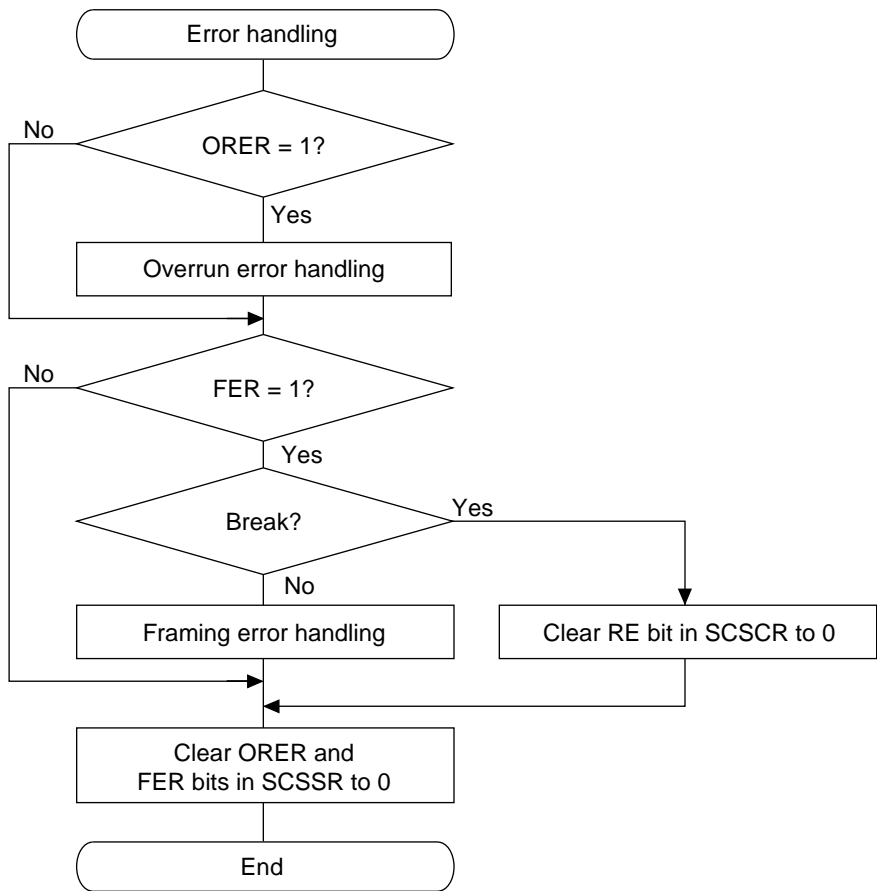 Error handling
No
ORER = 1?
Yes
Overrun error handling
No
FER = 1?
Yes
Break?
Yes
No
Framing error handling
Clear RE bit in SCSCR to 0
Clear ORER and
FER bits in SCSSR to 0
End